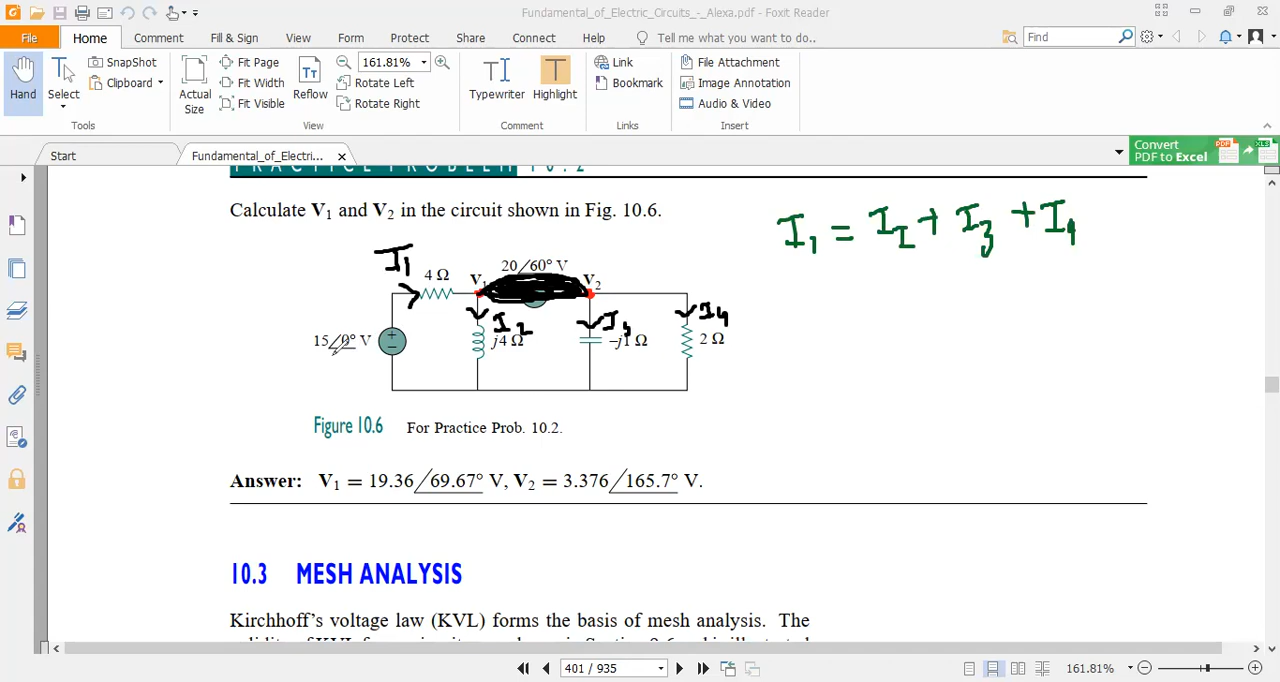 Fundamental_of_Electric_Circuits_-_Alexa.pdf - Foxit Reader
File Home Comment Fill & Sign View Form Protect Share Connect Help Tell me what you want to do.. Find
Hand
Select
SnapShot
Clipboard
Actual Size
Fit Page
Fit Width
Fit Visible
Reflow
161.81%
Rotate Left
Rotate Right
Typewriter
Highlight
Link
Bookmark
File Attachment
Image Annotation
Audio & Video
Tools View Comment Links Insert
Start Fundamental_of_Electri...
Convert PDF to Excel
PRACTICE PROBLEM 10.2
Calculate V1 and V2 in the circuit shown in Fig. 10.6.
I1 = I2 + I3 + I4
I1
4 Ω
V1
20/60° V
V2
I2
I3
I4
15/0° V
+
−
j4 Ω
−j1 Ω
2 Ω
Figure 10.6 For Practice Prob. 10.2.
Answer: V1 = 19.36/69.67° V, V2 = 3.376/165.7° V.
10.3 MESH ANALYSIS
Kirchhoff's voltage law (KVL) forms the basis of mesh analysis. The
401 / 935
161.81%